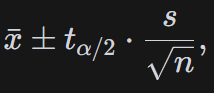 x̄ ± t_{α/2} · s/√n,